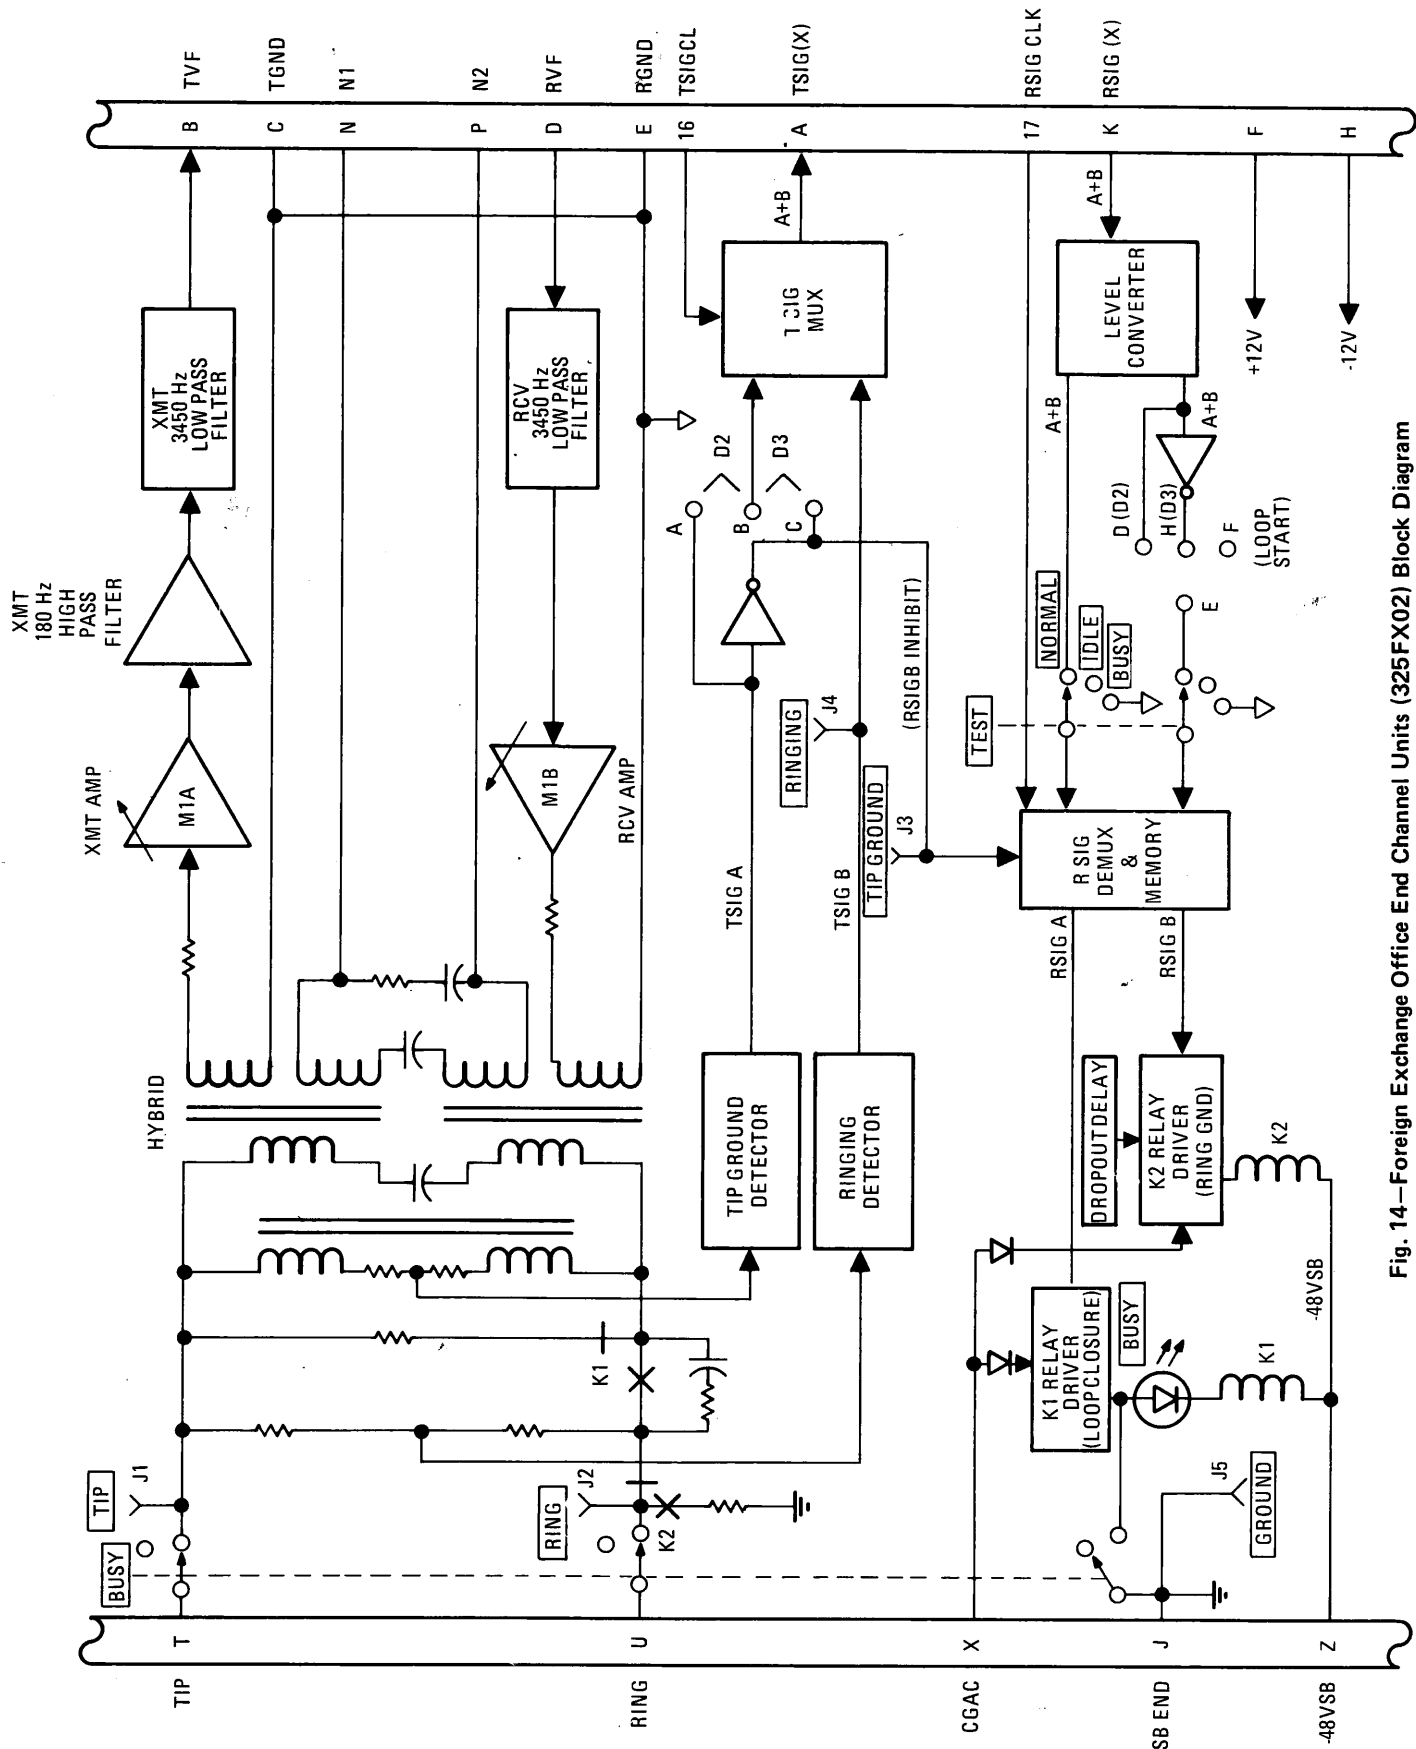 TIP
T
BUSY
TIP
J1
HYBRID
XMT AMP
M1A
XMT
180 Hz
HIGH
PASS
FILTER
XMT
3450 Hz
LOW PASS
FILTER
B
TVF
C
TGND
N
N1
P
N2
D
RVF
E
RGND
16
TSIGCL
A
TSIG(X)
17
RSIG CLK
K
RSIG (X)
F
H
RCV
3450 Hz
LOW PASS
FILTER
M1B
RCV AMP
K1
RING
J2
K2
RING
U
TIP GROUND
DETECTOR
TSIG A
A
B
C
D2
D3
MUX
A+B
RINGING
DETECTOR
TSIG B
RINGING
J4
TIP GROUND
J3
(RSIGB INHIBIT)
TEST
NORMAL
IDLE
BUSY
A+B
LEVEL
CONVERTER
A+B
A+B
D (D2)
H (D3)
F
(LOOP
START)
E
+12V
-12V
R SIG
DEMUX
&
MEMORY
RSIG A
RSIG B
DROPOUT DELAY
K2 RELAY
DRIVER
(RING GND)
K2
K1 RELAY
DRIVER
(LOOPCLOSURE)
BUSY
K1
-48VSB
CGAC
X
J
SB END
J5
GROUND
Z
-48VSB
Fig. 14—Foreign Exchange Office End Channel Units (325FX02) Block Diagram